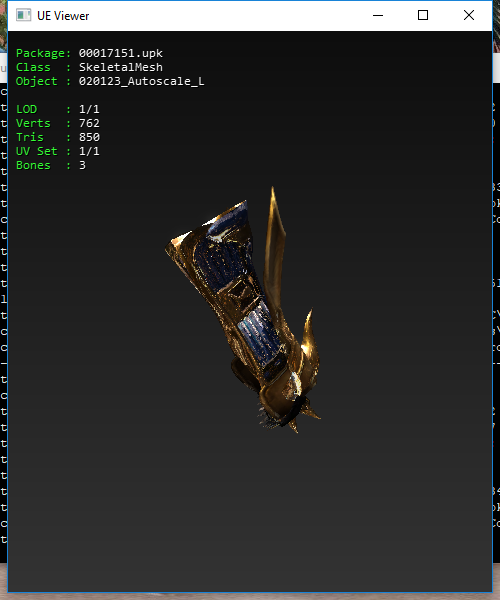 UE Viewer
Package: 00017151.upk
Class : SkeletalMesh
Object : 020123_Autoscale_L
LOD : 1/1
Verts : 762
Tris : 850
UV Set : 1/1
Bones : 3